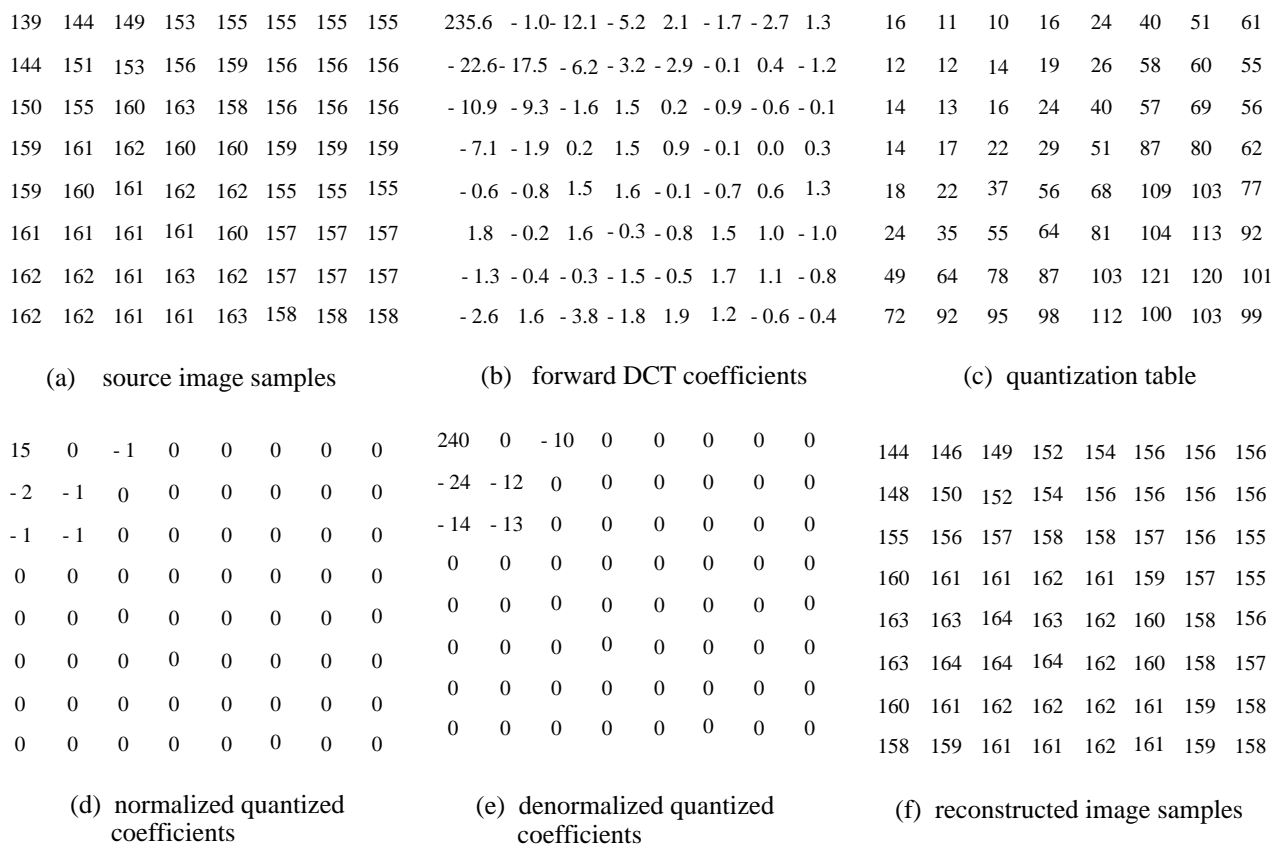 139 144 149 153 155 155 155 155
144 151 153 156 159 156 156 156
150 155 160 163 158 156 156 156
159 161 162 160 160 159 159 159
159 160 161 162 162 155 155 155
161 161 161 161 160 157 157 157
162 162 161 163 162 157 157 157
162 162 161 161 163 158 158 158
(a) source image samples
235.6 - 1.0 - 12.1 - 5.2 2.1 - 1.7 - 2.7 1.3
- 22.6 - 17.5 - 6.2 - 3.2 - 2.9 - 0.1 0.4 - 1.2
- 10.9 - 9.3 - 1.6 1.5 0.2 - 0.9 - 0.6 - 0.1
- 7.1 - 1.9 0.2 1.5 0.9 - 0.1 0.0 0.3
- 0.6 - 0.8 1.5 1.6 - 0.1 - 0.7 0.6 1.3
1.8 - 0.2 1.6 - 0.3 - 0.8 1.5 1.0 - 1.0
- 1.3 - 0.4 - 0.3 - 1.5 - 0.5 1.7 1.1 - 0.8
- 2.6 1.6 - 3.8 - 1.8 1.9 1.2 - 0.6 - 0.4
(b) forward DCT coefficients
16 11 10 16 24 40 51 61
12 12 14 19 26 58 60 55
14 13 16 24 40 57 69 56
14 17 22 29 51 87 80 62
18 22 37 56 68 109 103 77
24 35 55 64 81 104 113 92
49 64 78 87 103 121 120 101
72 92 95 98 112 100 103 99
(c) quantization table
15 0 - 1 0 0 0 0 0
- 2 - 1 0 0 0 0 0 0
- 1 - 1 0 0 0 0 0 0
0 0 0 0 0 0 0 0
0 0 0 0 0 0 0 0
0 0 0 0 0 0 0 0
0 0 0 0 0 0 0 0
0 0 0 0 0 0 0 0
(d) normalized quantized
coefficients
240 0 - 10 0 0 0 0 0
- 24 - 12 0 0 0 0 0 0
- 14 - 13 0 0 0 0 0 0
0 0 0 0 0 0 0 0
0 0 0 0 0 0 0 0
0 0 0 0 0 0 0 0
0 0 0 0 0 0 0 0
0 0 0 0 0 0 0 0
(e) denormalized quantized
coefficients
144 146 149 152 154 156 156 156
148 150 152 154 156 156 156 156
155 156 157 158 158 157 156 155
160 161 161 162 161 159 157 155
163 163 164 163 162 160 158 156
163 164 164 164 162 160 158 157
160 161 162 162 162 161 159 158
158 159 161 161 162 161 159 158
(f) reconstructed image samples